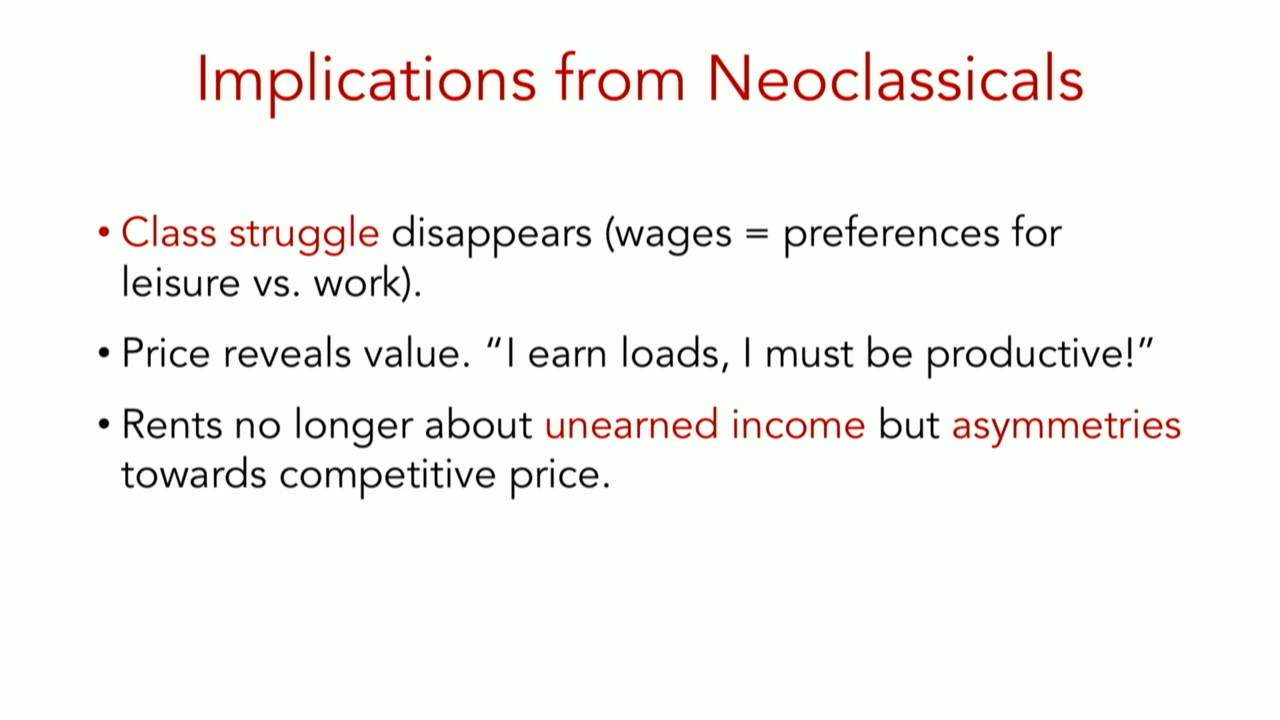 Implications from Neoclassicals
• Class struggle disappears (wages = preferences for
leisure vs. work).
• Price reveals value. “I earn loads, I must be productive!”
• Rents no longer about unearned income but asymmetries
towards competitive price.